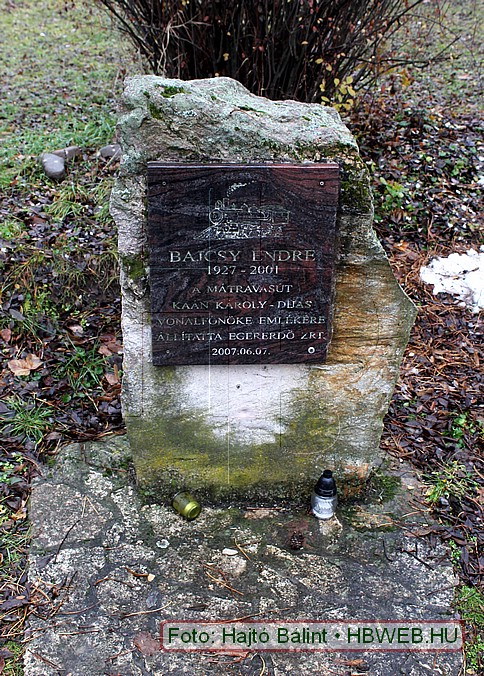 BAJCSY ENDRE
1927 - 2001
A MÁTRAVASÚT
KAÁN KÁROLY - DÍJAS
VONALFŐNÖKE EMLÉKÉRE
ÁLLÍTATTA EGERERDŐ ZRT.
2007.06.07.
Fotó: Hajtó Bálint • HBWEB.HU